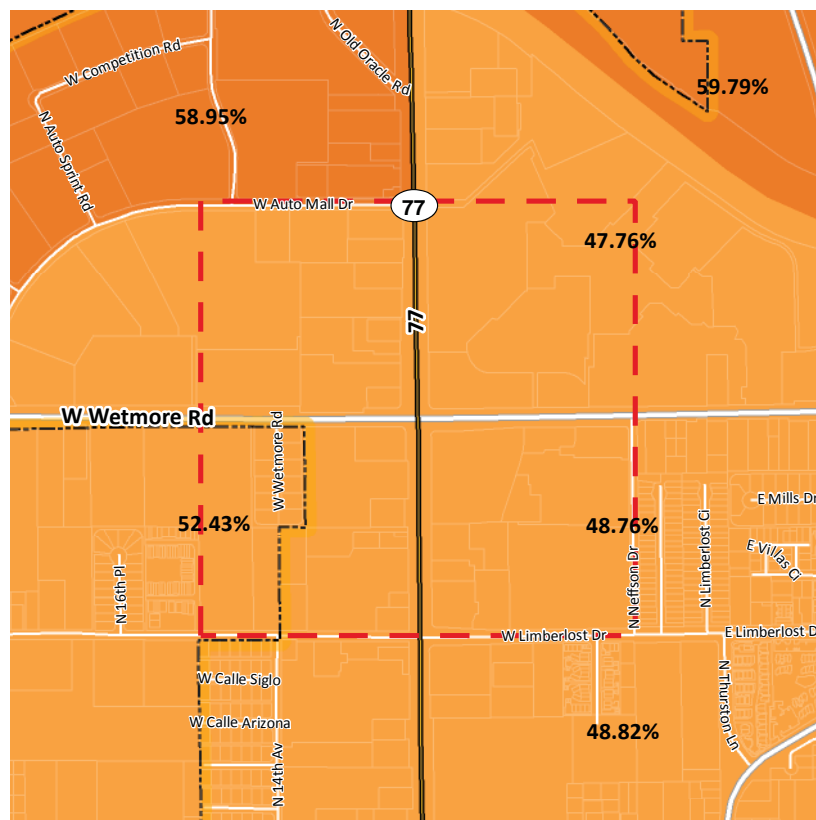 N Old Oracle Rd
W Competition Rd
59.79%
58.95%
N Auto Sprint Rd
W Auto Mall Dr
77
47.76%
77
W Wetmore Rd
W Wetmore Rd
E Mills Dr
52.43%
48.76%
N Limberlost Ci
E Villas Ci
N 16th Pl
N Neffson Dr
W Limberlost Dr
E Limberlost D
W Calle Siglo
N Thurston Ln
W Calle Arizona
48.82%
N 14th Av